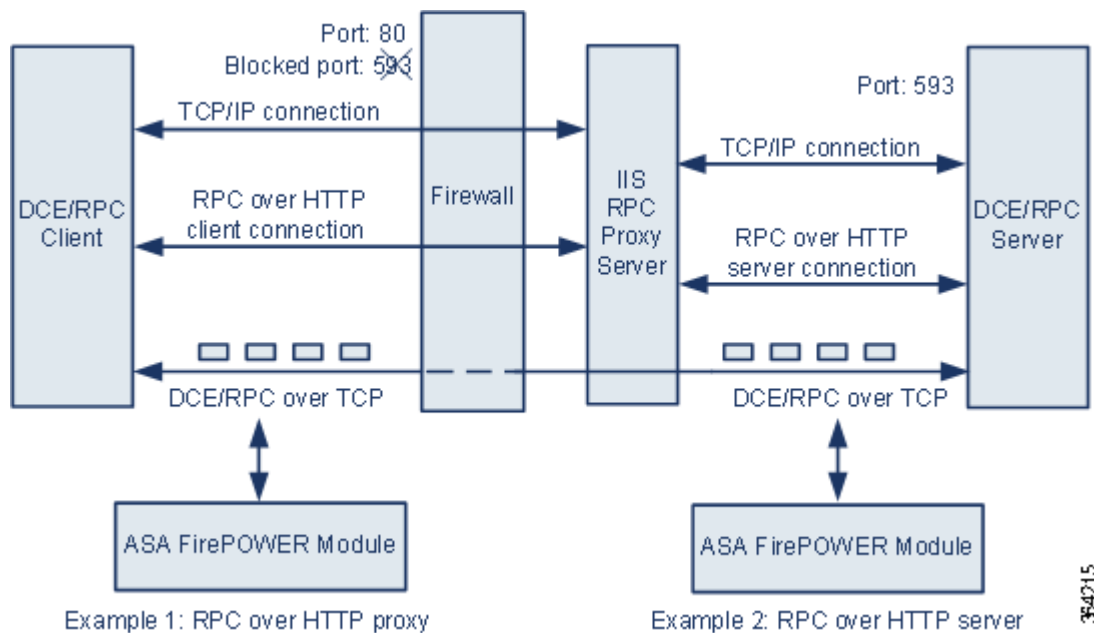 Port: 80
Blocked port: 593
Port: 593
TCP/IP connection
TCP/IP connection
DCE/RPC
Client
RPC over HTTP
client connection
Firewall
IIS
RPC
Proxy
Server
RPC over HTTP
server connection
DCE/RPC
Server
DCE/RPC over TCP
DCE/RPC over TCP
ASA FirePOWER Module
ASA FirePOWER Module
Example 1: RPC over HTTP proxy
Example 2: RPC over HTTP server
364215